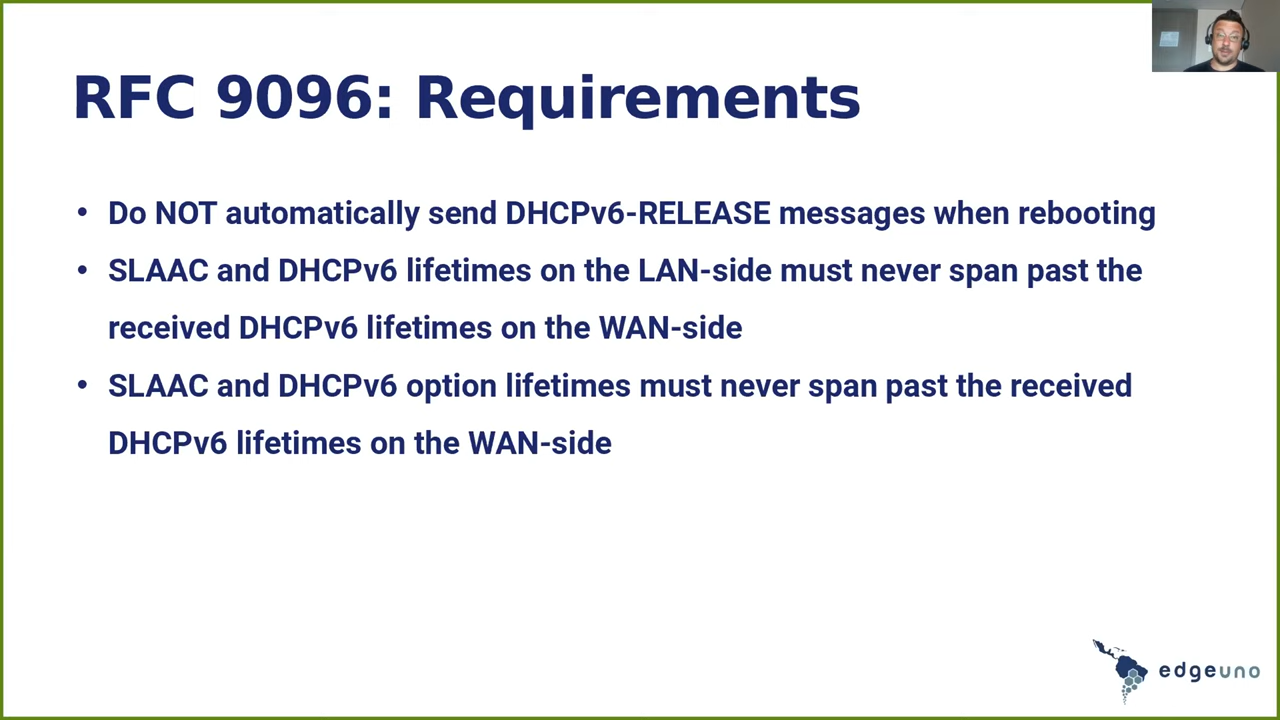 RFC 9096: Requirements
• Do NOT automatically send DHCPv6-RELEASE messages when rebooting
• SLAAC and DHCPv6 lifetimes on the LAN-side must never span past the
received DHCPv6 lifetimes on the WAN-side
• SLAAC and DHCPv6 option lifetimes must never span past the received
DHCPv6 lifetimes on the WAN-side
edgeuno